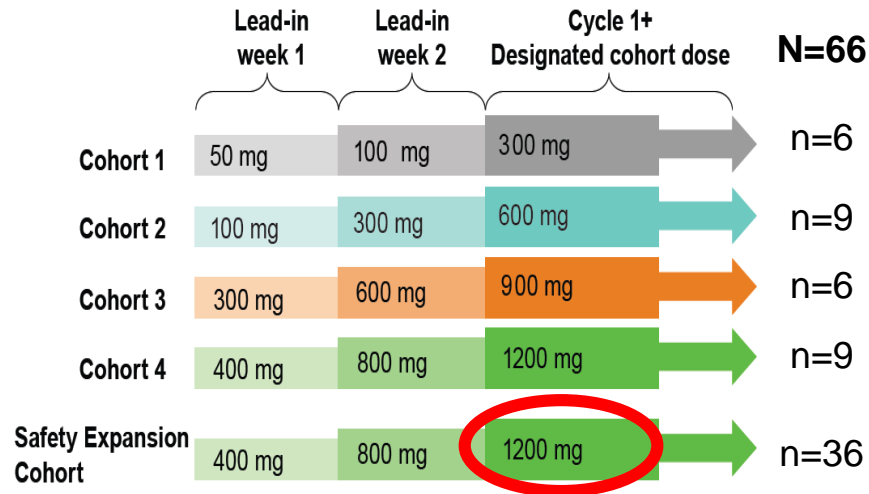 Lead-in
week 1
Lead-in
week 2
Cycle 1+
Designated cohort dose
N=66
Cohort 1
50 mg
100 mg
300 mg
n=6
Cohort 2
100 mg
300 mg
600 mg
n=9
Cohort 3
300 mg
600 mg
900 mg
n=6
Cohort 4
400 mg
800 mg
1200 mg
n=9
Safety Expansion
Cohort
400 mg
800 mg
1200 mg
n=36